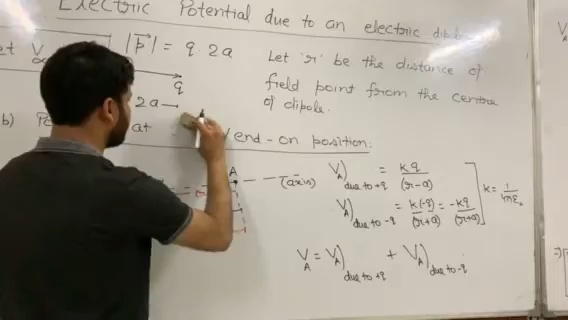 Electric Potential due to an electric dip
V |p⃗| = q.2a
Let 'r' be the distance of
field point from the centre
of dipole.
q
2a→
b) at end-on position:
A
(axis)
V_A) due to +q = kq/(r-a)
V_A) due to -q = k(-q)/(r+a) = -kq/(r+a)
k = 1/4πε₀
V_A = V_A) due to +q + V_A) due to -q